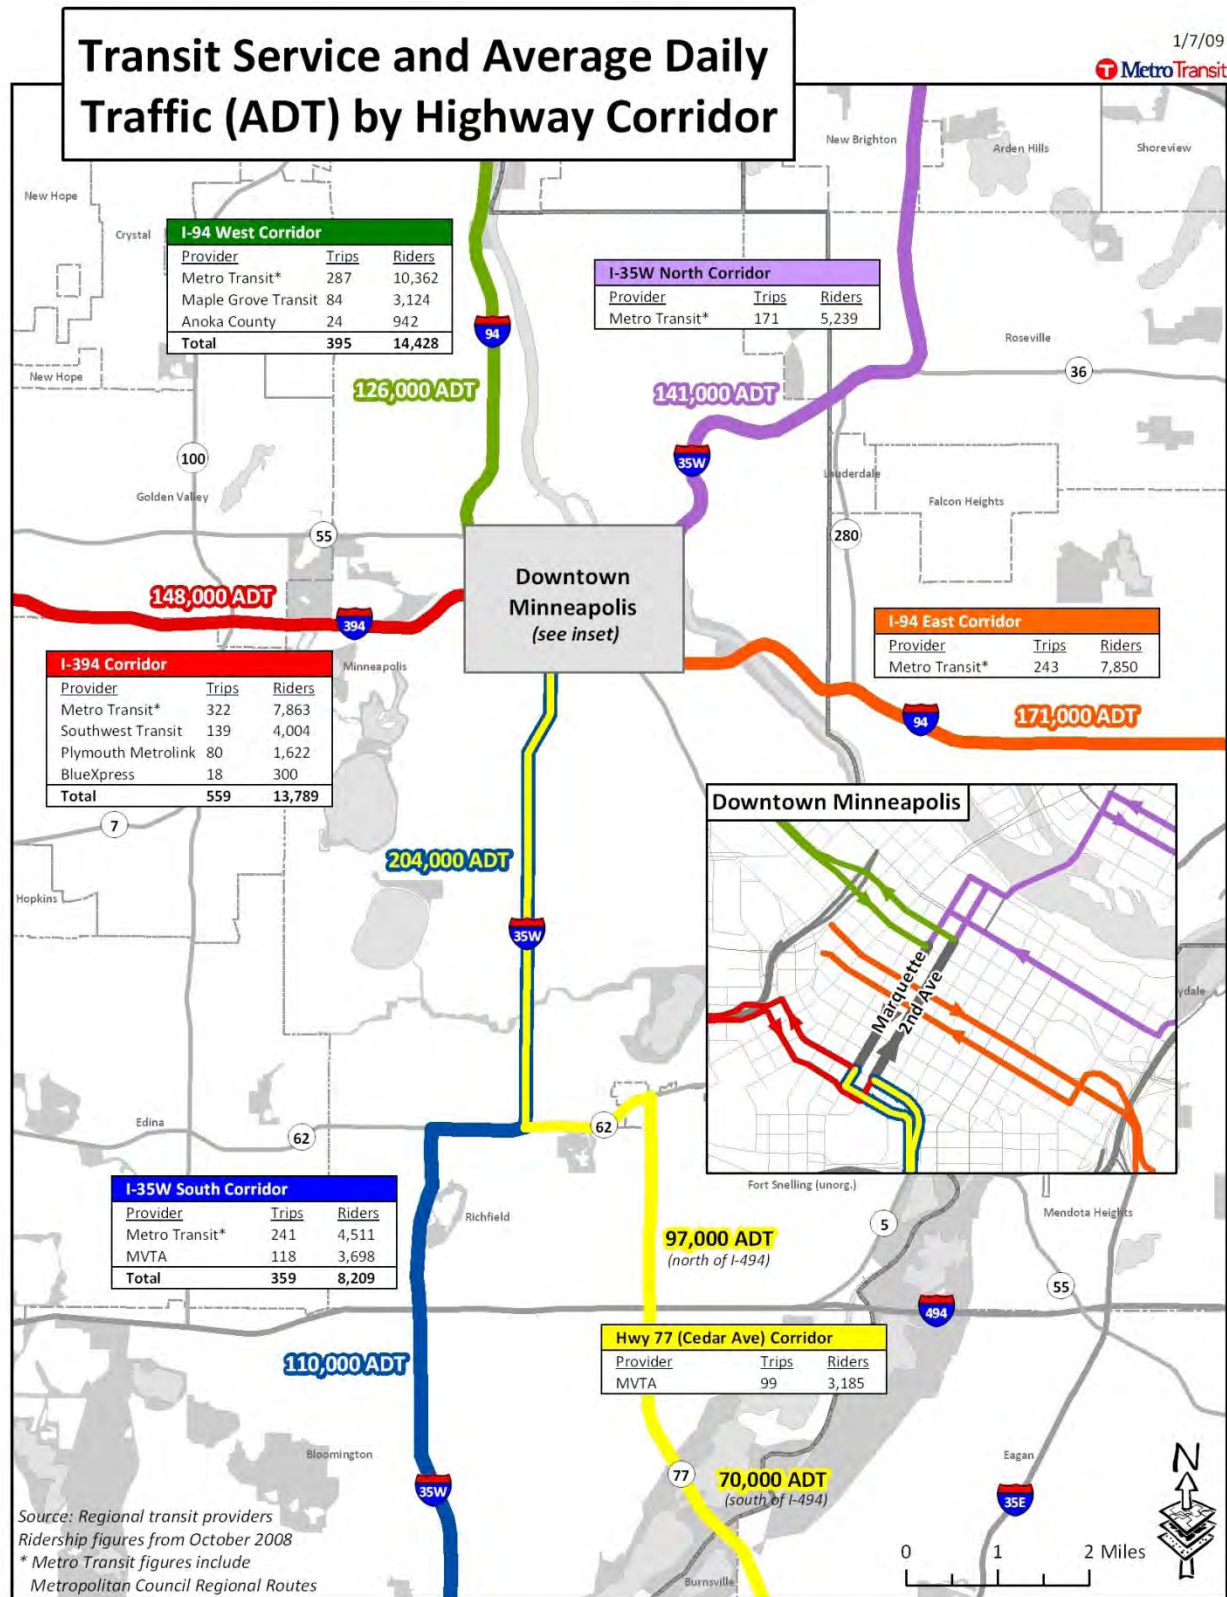 Transit Service and Average Daily
Traffic (ADT) by Highway Corridor
1/7/09
T MetroTransit
New Brighton
Arden Hills
Shoreview
New Hope
Crystal
I-94 West Corridor
Provider Trips Riders
Metro Transit* 287 10,362
Maple Grove Transit 84 3,124
Anoka County 24 942
Total 395 14,428
I-35W North Corridor
Provider Trips Riders
Metro Transit* 171 5,239
94
Roseville
New Hope
36
126,000 ADT
141,000 ADT
100
35W
Lauderdale
Golden Valley
Falcon Heights
55
280
Downtown
Minneapolis
(see inset)
148,000 ADT
394
I-94 East Corridor
Provider Trips Riders
Metro Transit* 243 7,850
I-394 Corridor
Provider Trips Riders
Metro Transit* 322 7,863
Southwest Transit 139 4,004
Plymouth Metrolink 80 1,622
BlueXpress 18 300
Total 559 13,789
Minneapolis
94
171,000 ADT
7
Downtown Minneapolis
204,000 ADT
Hopkins
35W
Marquette
2nd Ave
ydale
Edina
62
62
I-35W South Corridor
Provider Trips Riders
Metro Transit* 241 4,511
MVTA 118 3,698
Total 359 8,209
Richfield
Fort Snelling (unorg.)
5
Mendota Heights
97,000 ADT
(north of I-494)
55
494
Hwy 77 (Cedar Ave) Corridor
Provider Trips Riders
MVTA 99 3,185
110,000 ADT
Bloomington
35W
77
70,000 ADT
(south of I-494)
Eagan
35E
N
Source: Regional transit providers
Ridership figures from October 2008
* Metro Transit figures include
Metropolitan Council Regional Routes
Burnsville
0 1 2 Miles